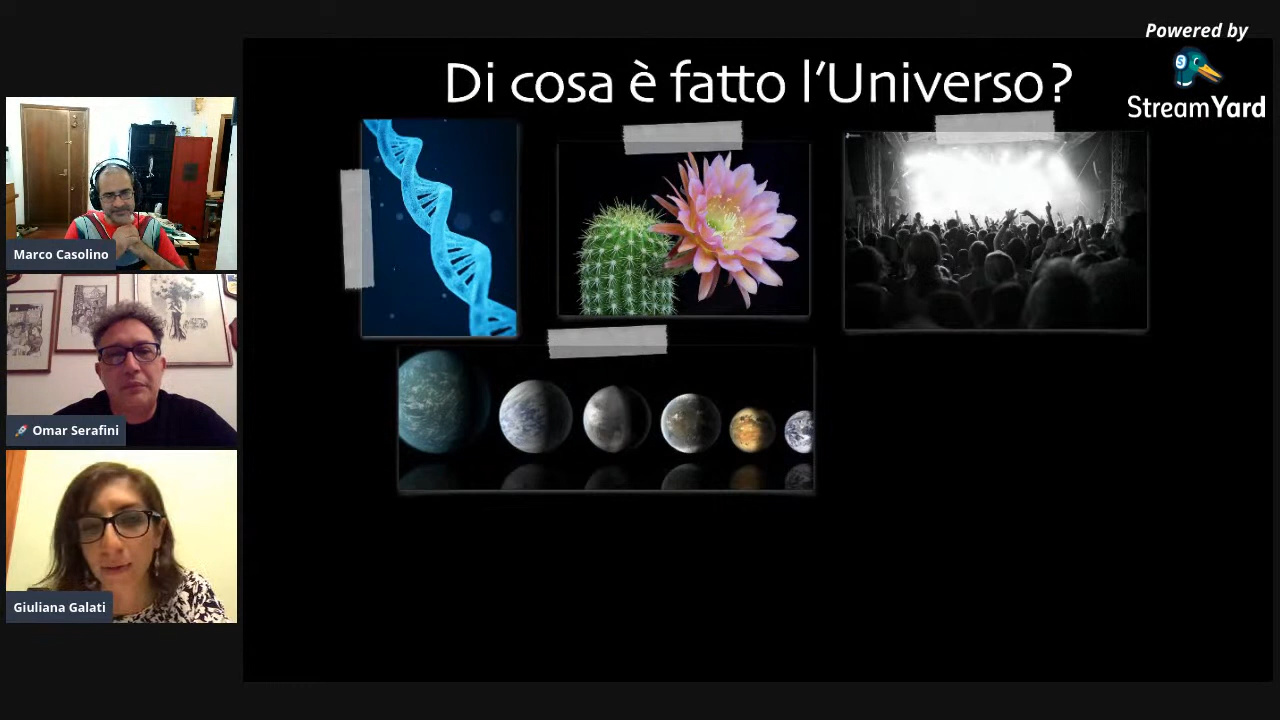 Powered by
StreamYard
Di cosa è fatto l'Universo?
Marco Casolino
🚀 Omar Serafini
Giuliana Galati